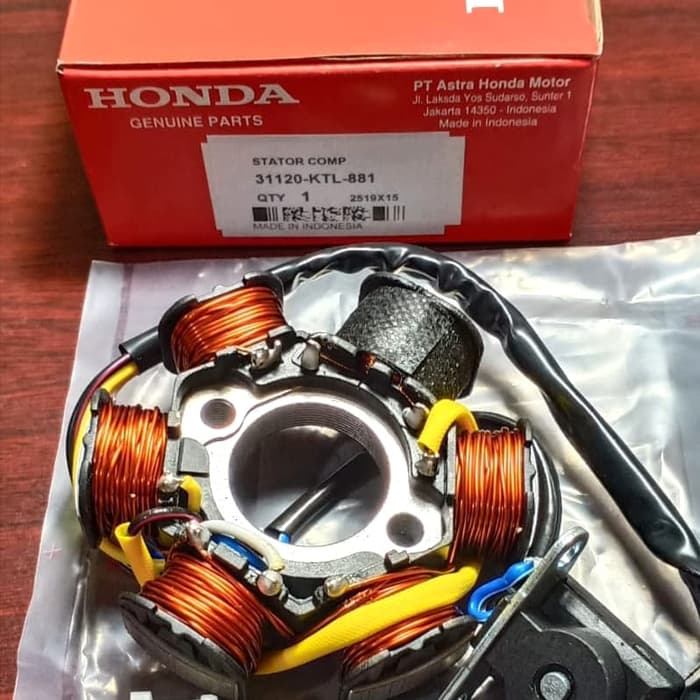 HONDA
GENUINE PARTS
PT Astra Honda Motor
Jl. Laksda Yos Sudarso, Sunter 1
Jakarta 14350 - Indonesia
Made in Indonesia
STATOR COMP
31120-KTL-881
QTY 1 2519X15
MADE IN INDONESIA